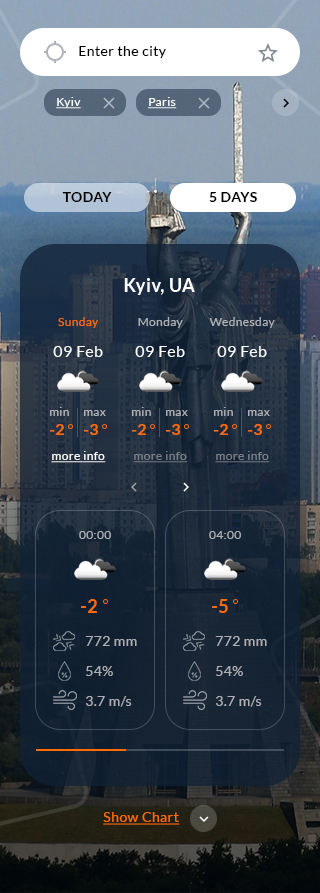 Enter the city
Kyiv
Paris
TODAY
5 DAYS
Kyiv, UA
Sunday Monday Wednesday
09 Feb 09 Feb 09 Feb
min max min max min max
-2° -3° -2° -3° -2° -3°
more info more info more info
00:00 04:00
-2° -5°
772 mm 772 mm
54% 54%
3.7 m/s 3.7 m/s
Show Chart